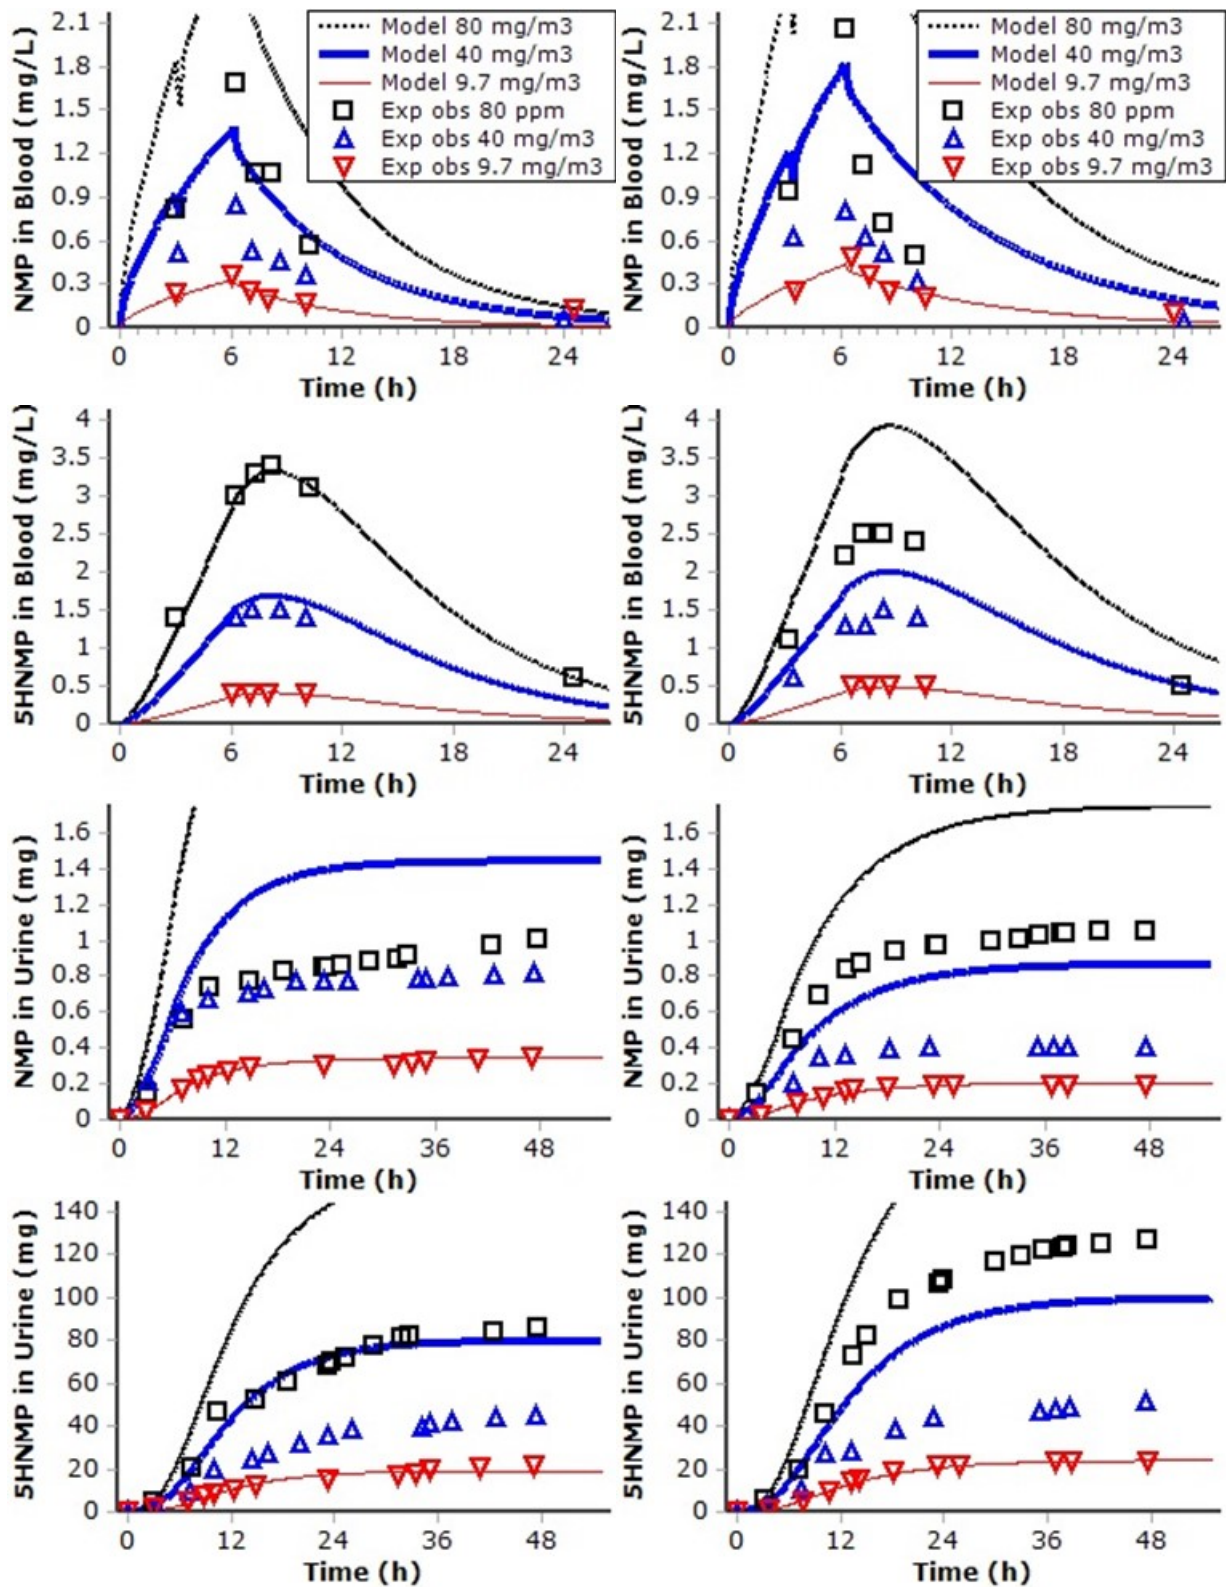 2.1
1.8
1.5
1.2
0.9
0.6
0.3
0
NMP in Blood (mg/L)
0 6 12 18 24
Time (h)
Model 80 mg/m3
Model 40 mg/m3
Model 9.7 mg/m3
Exp obs 80 ppm
Exp obs 40 mg/m3
Exp obs 9.7 mg/m3
2.1
1.8
1.5
1.2
0.9
0.6
0.3
0
NMP in Blood (mg/L)
0 6 12 18 24
Time (h)
Model 80 mg/m3
Model 40 mg/m3
Model 9.7 mg/m3
Exp obs 80 ppm
Exp obs 40 mg/m3
Exp obs 9.7 mg/m3
4
3.5
3
2.5
2
1.5
1
0.5
0
5HNMP in Blood (mg/L)
0 6 12 18 24
Time (h)
4
3.5
3
2.5
2
1.5
1
0.5
0
5HNMP in Blood (mg/L)
0 6 12 18 24
Time (h)
1.6
1.4
1.2
1
0.8
0.6
0.4
0.2
0
NMP in Urine (mg)
0 12 24 36 48
Time (h)
1.6
1.4
1.2
1
0.8
0.6
0.4
0.2
0
NMP in Urine (mg)
0 12 24 36 48
Time (h)
140
120
100
80
60
40
20
0
5HNMP in Urine (mg)
0 12 24 36 48
Time (h)
140
120
100
80
60
40
20
0
5HNMP in Urine (mg)
0 12 24 36 48
Time (h)